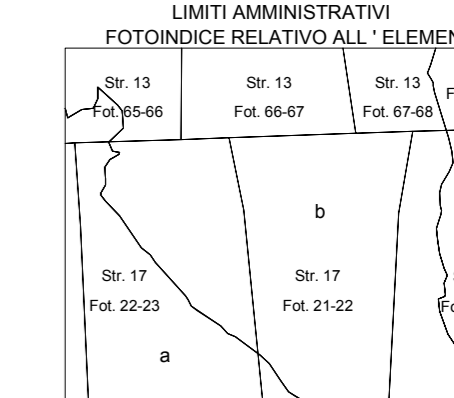 LIMITI AMMINISTRATIVI
FOTOINDICE RELATIVO ALL ' ELEMEN
Str. 13 Str. 13 Str. 13
Fot. 65-66 Fot. 66-67 Fot. 67-68
b
Str. 17 Str. 17
Fot. 22-23 Fot. 21-22
a